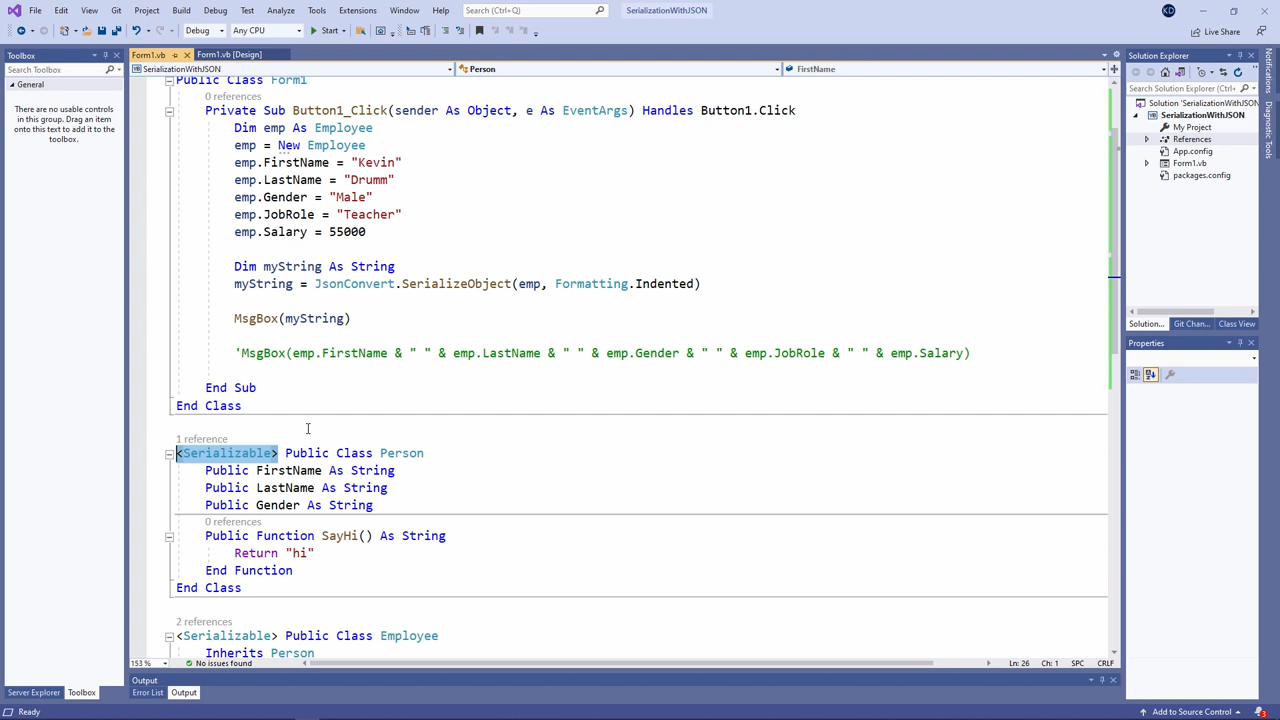 File Edit View Git Project Build Debug Test Analyze Tools Extensions Window Help Search (Ctrl+Q) SerializationWithJSON KD
Debug Any CPU Start Live Share
Toolbox Form1.vb Form1.vb [Design] Solution Explorer
Search Toolbox SerializationWithJSON Person FirstName
General
There are no usable controls
in this group. Drag an item
onto this text to add it to the
toolbox.
Public Class Form1
0 references
Private Sub Button1_Click(sender As Object, e As EventArgs) Handles Button1.Click
Dim emp As Employee
emp = New Employee
emp.FirstName = "Kevin"
emp.LastName = "Drumm"
emp.Gender = "Male"
emp.JobRole = "Teacher"
emp.Salary = 55000
Dim myString As String
myString = JsonConvert.SerializeObject(emp, Formatting.Indented)
MsgBox(myString)
'MsgBox(emp.FirstName & " " & emp.LastName & " " & emp.Gender & " " & emp.JobRole & " " & emp.Salary)
End Sub
End Class
1 reference
<Serializable> Public Class Person
Public FirstName As String
Public LastName As String
Public Gender As String
0 references
Public Function SayHi() As String
Return "hi"
End Function
End Class
2 references
<Serializable> Public Class Employee
Inherits Person
153 % No issues found Ln: 26 Ch: 1 SPC CRLF
Output
Server Explorer Toolbox Error List Output
Ready Add to Source Control 3
Search Solution Explorer
Solution 'SerializationWithJSON
SerializationWithJSON
My Project
References
App.config
Form1.vb
packages.config
Solution... Git Chan... Class View
Properties
Notifications
Diagnostic Tools